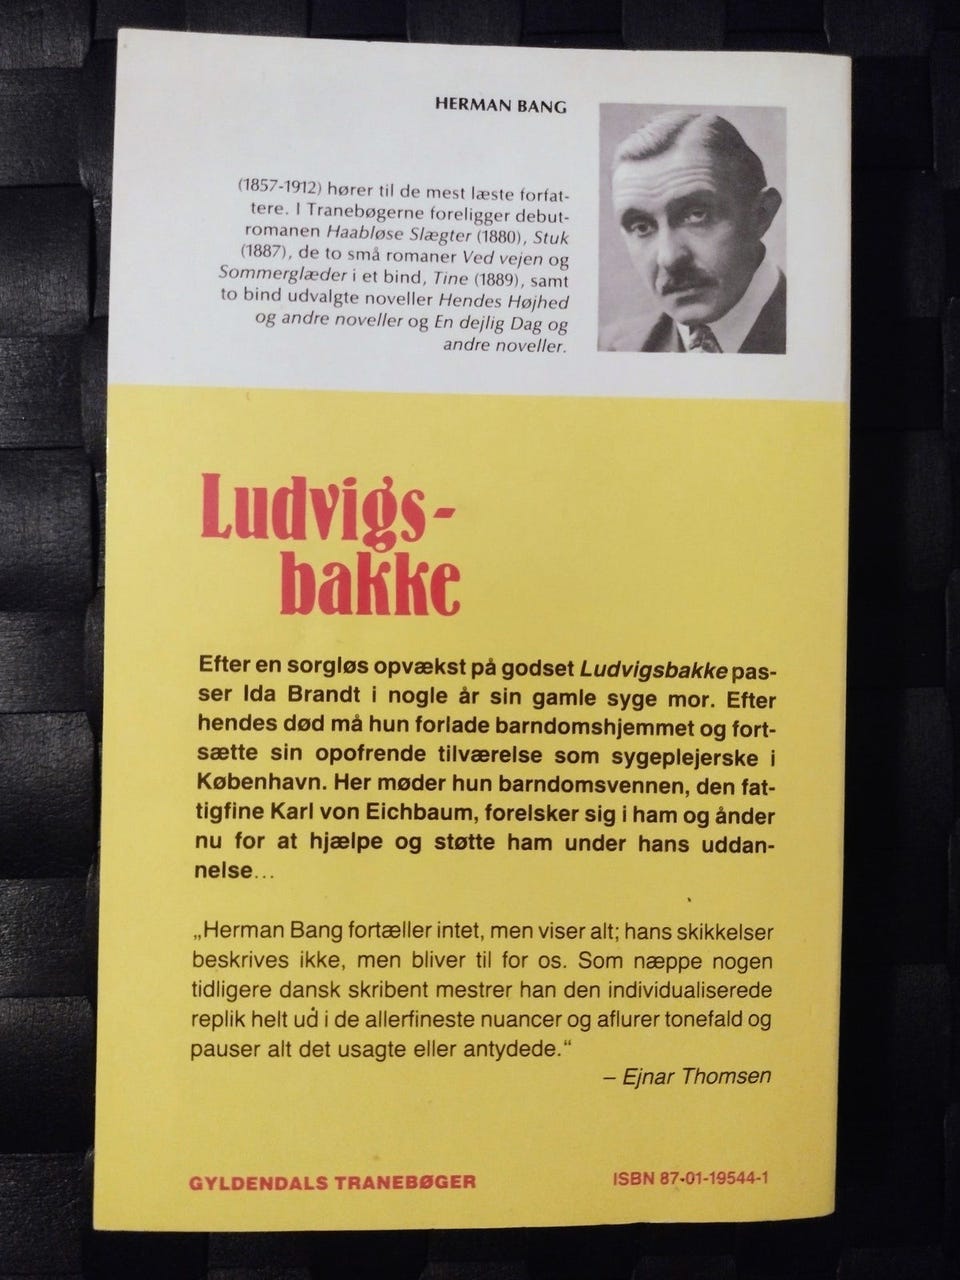 HERMAN BANG
(1857-1912) hører til de mest læste forfat-
tere. I Tranebøgerne foreligger debut-
romanen Haabløse Slægter (1880), Stuk
(1887), de to små romaner Ved vejen og
Sommerglæder i et bind, Tine (1889), samt
to bind udvalgte noveller Hendes Højhed
og andre noveller og En dejlig Dag og
andre noveller.
Ludvigs-
bakke
Efter en sorgløs opvækst på godset Ludvigsbakke pas-
ser Ida Brandt i nogle år sin gamle syge mor. Efter
hendes død må hun forlade barndomshjemmet og fort-
sætte sin opofrende tilværelse som sygeplejerske i
København. Her møder hun barndomsvennen, den fat-
tigfine Karl von Eichbaum, forelsker sig i ham og ånder
nu for at hjælpe og støtte ham under hans uddan-
nelse...
„Herman Bang fortæller intet, men viser alt; hans skikkelser
beskrives ikke, men bliver til for os. Som næppe nogen
tidligere dansk skribent mestrer han den individualiserede
replik helt ud i de allerfineste nuancer og aflurer tonefald og
pauser alt det usagte eller antydede.“
– Ejnar Thomsen
GYLDENDALS TRANEBØGER
ISBN 87-01-19544-1